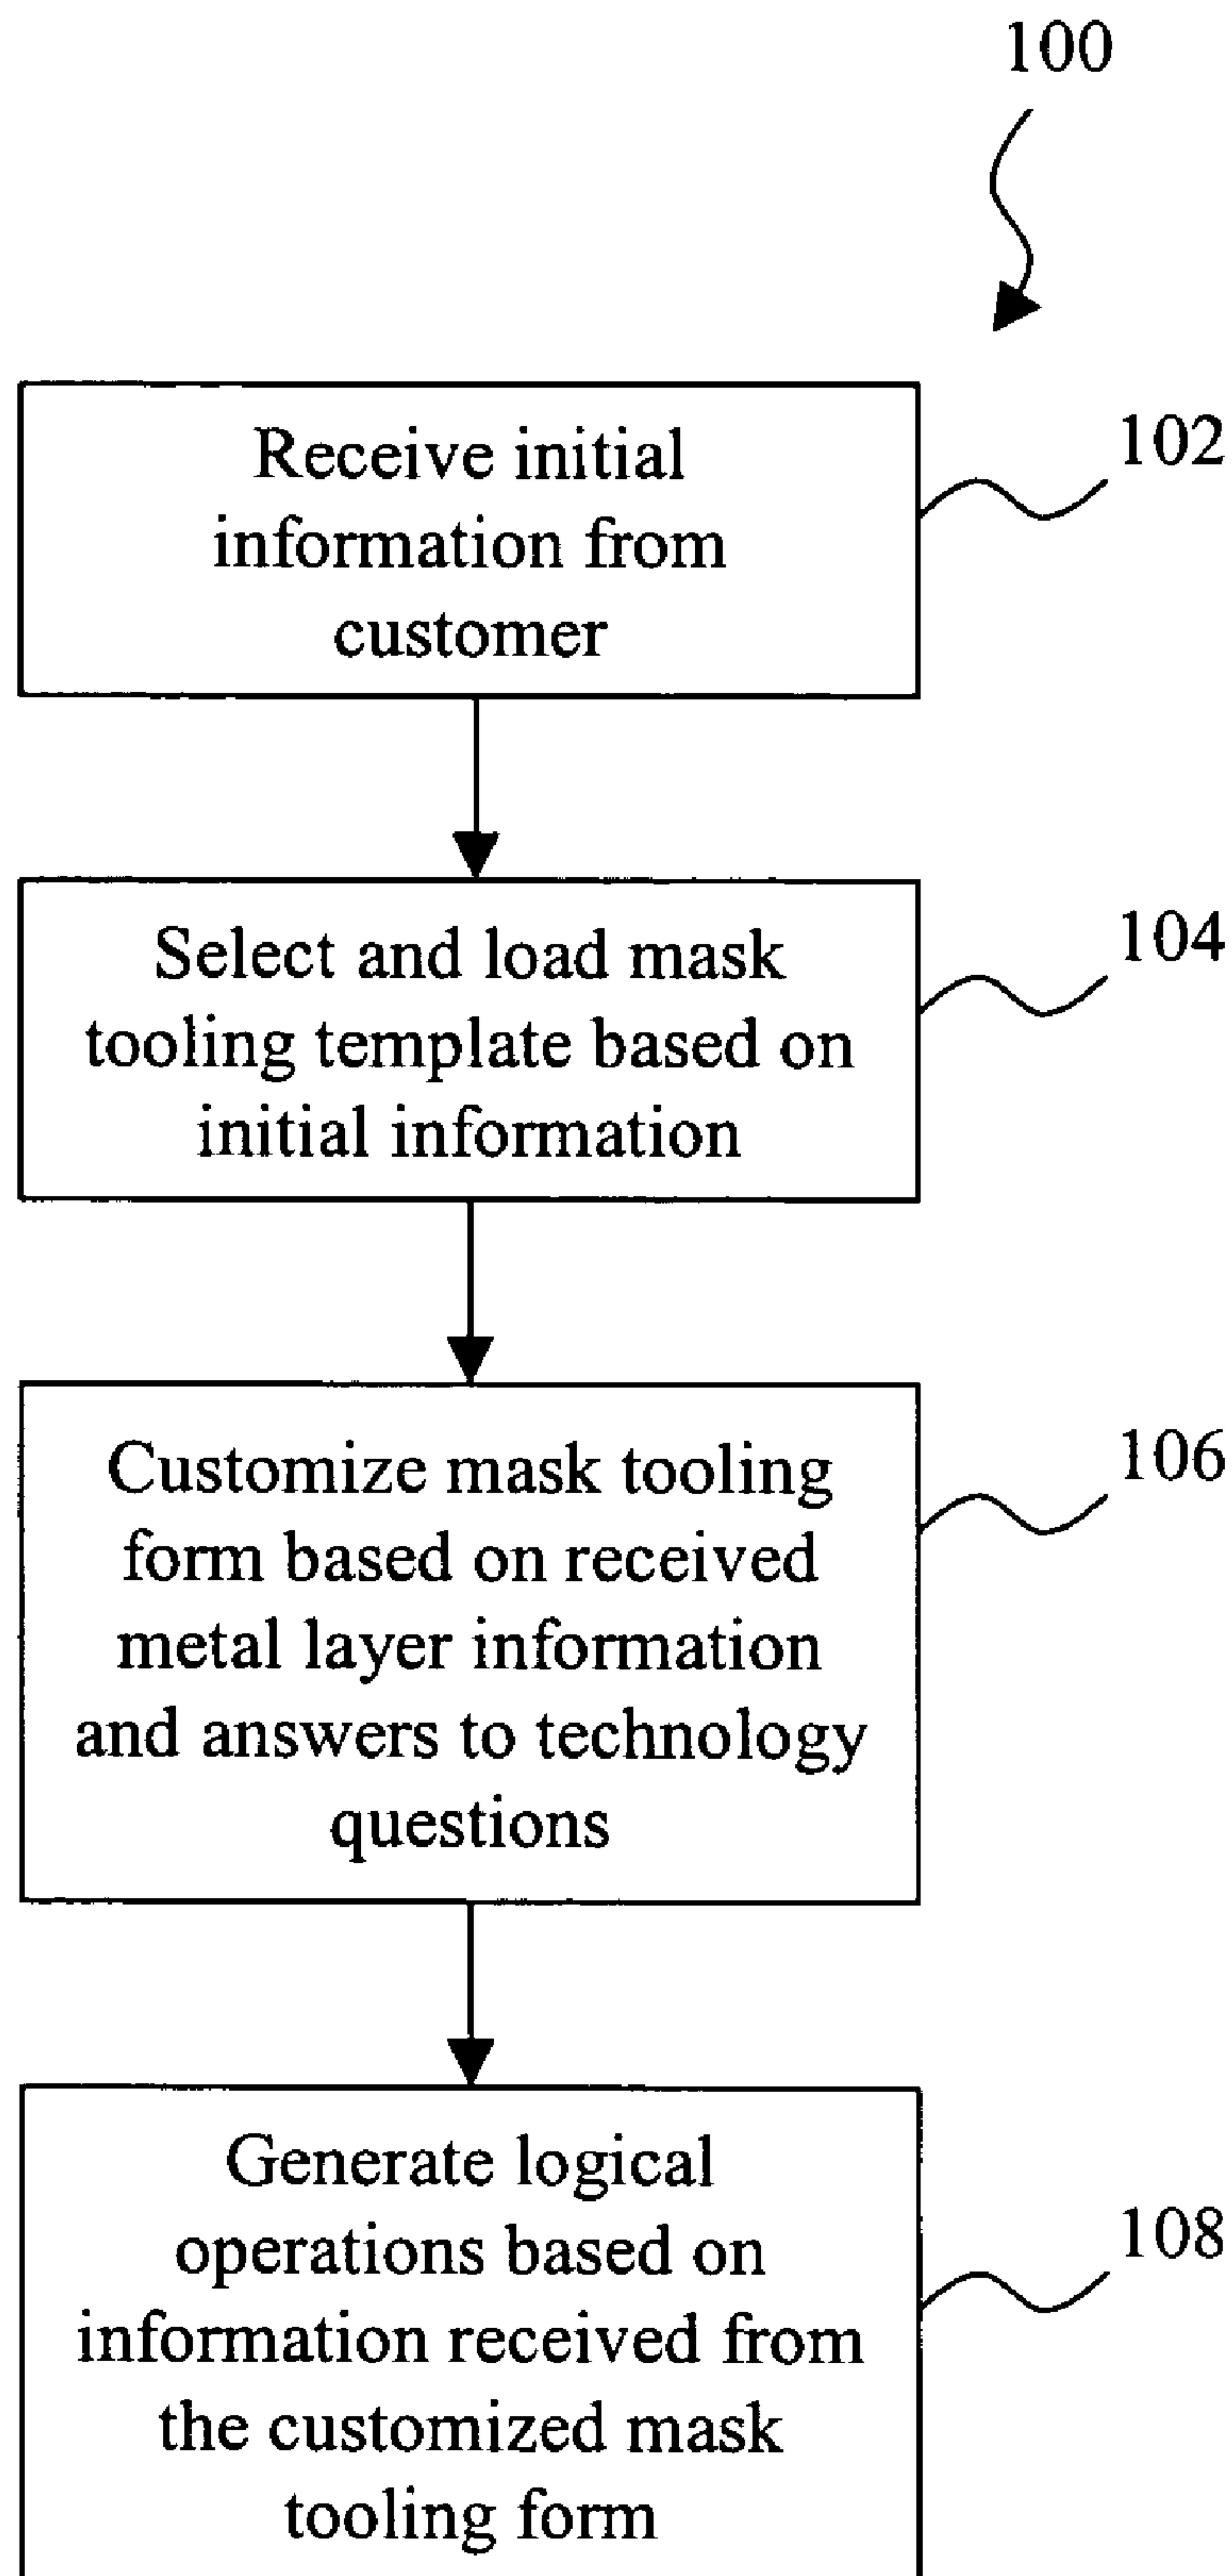 100
Receive initial
information from
customer
102
Select and load mask
tooling template based on
initial information
104
Customize mask tooling
form based on received
metal layer information
and answers to technology
questions
106
Generate logical
operations based on
information received from
the customized mask
tooling form
108